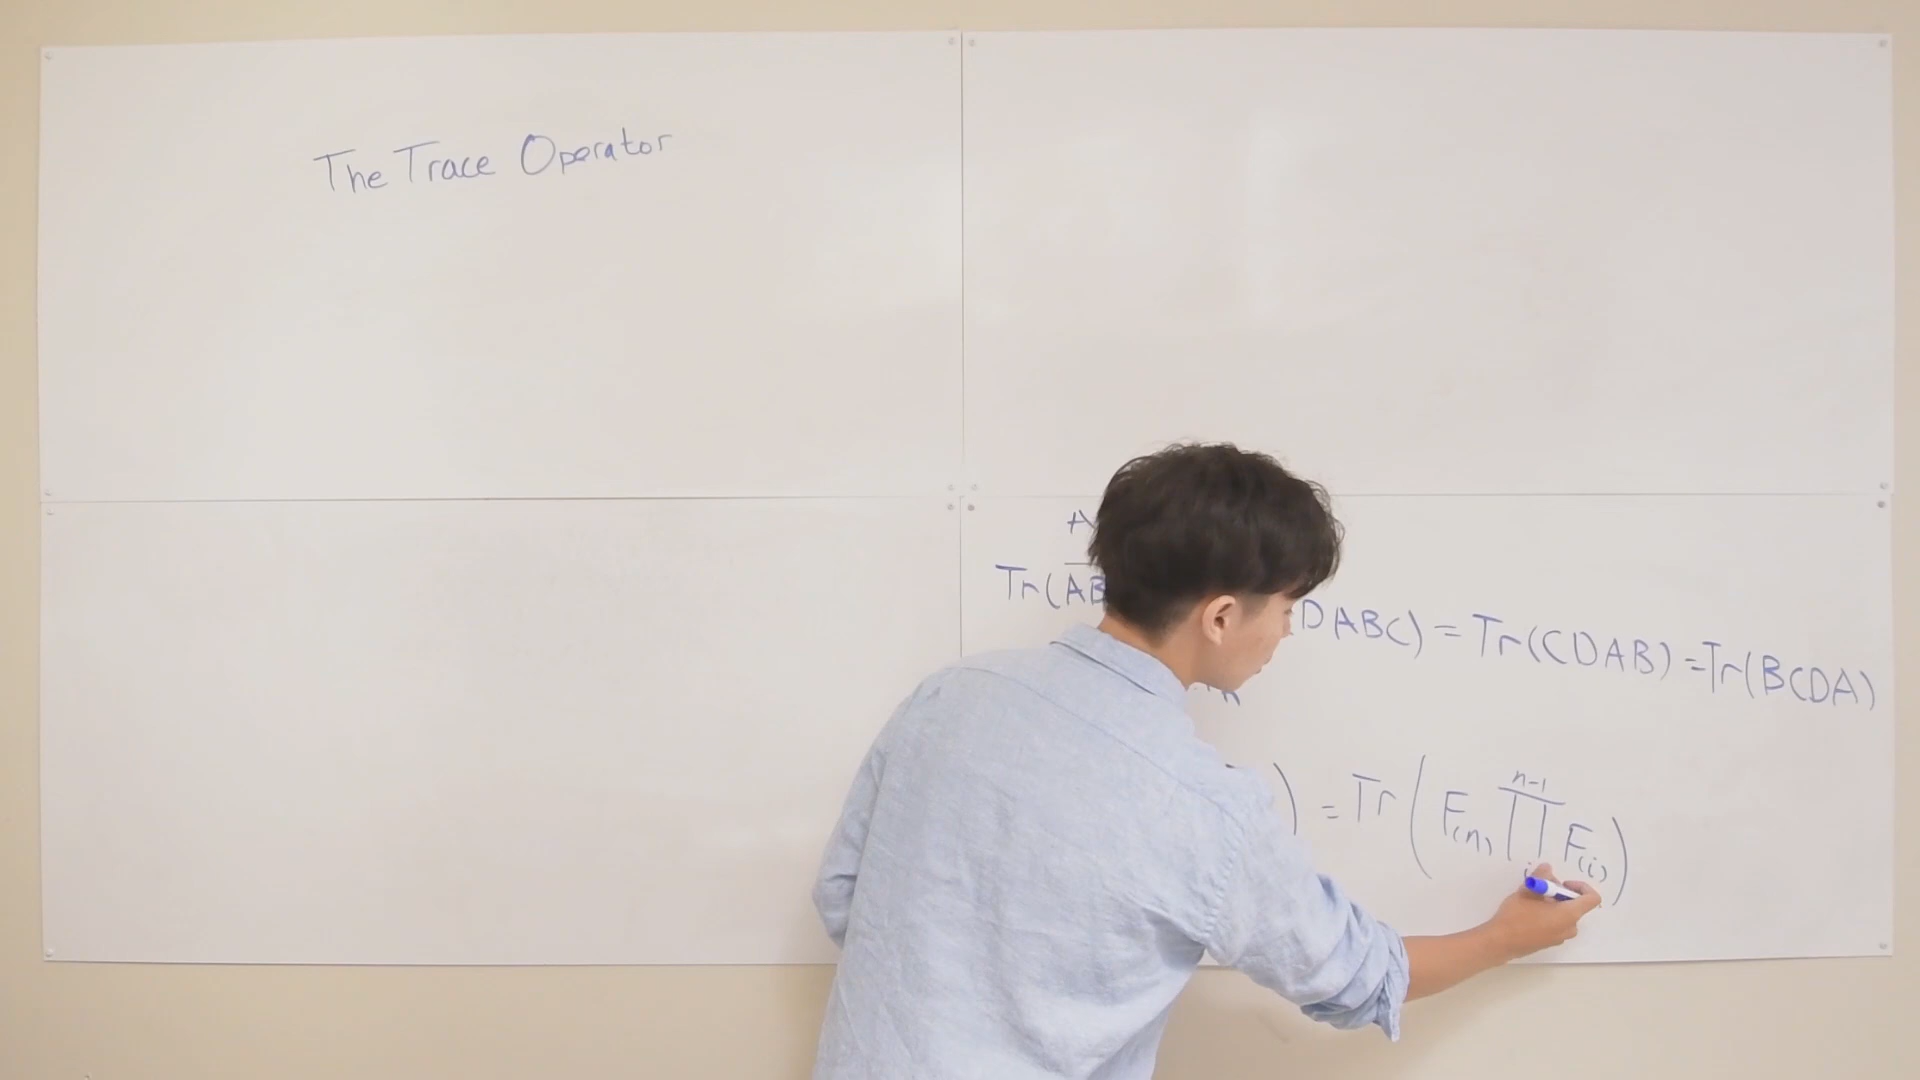 The Trace Operator
A
Tr(AB DABC) = Tr(CDAB) = Tr(BCDA)
) = Tr ( F(n) ∏ F(i) )
n-1
i